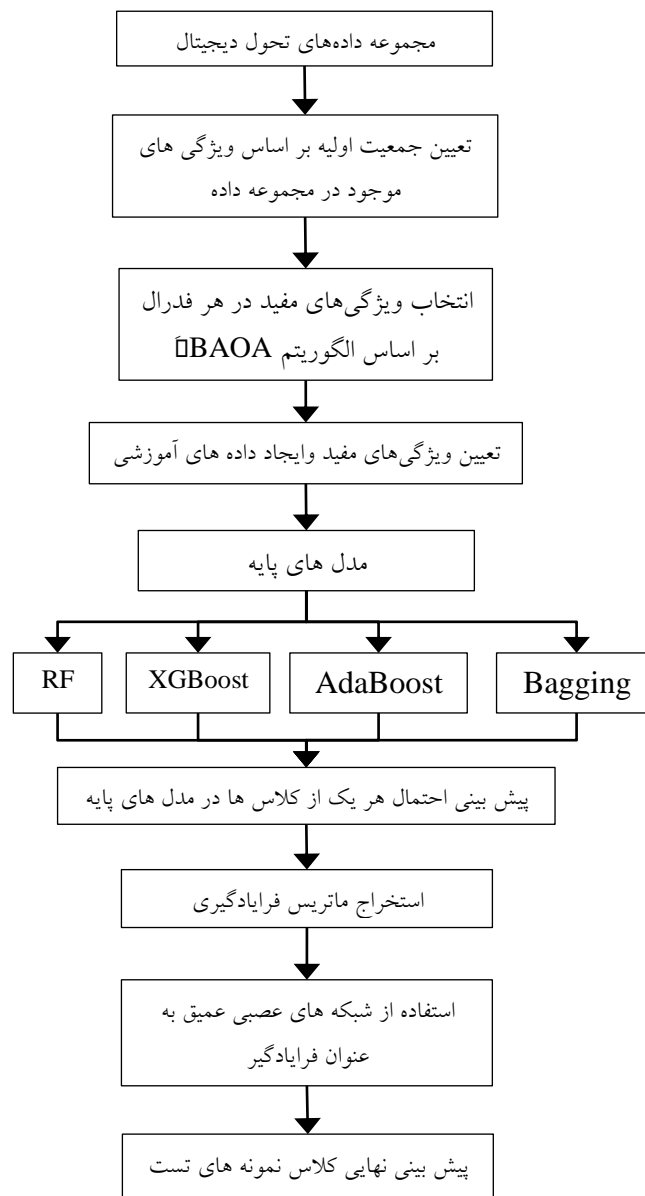 مجموعه داده‌های تحول دیجیتال
تعیین جمعیت اولیه بر اساس ویژگی های
موجود در مجموعه داده
انتخاب ویژگی‌های مفید در هر فدرال
بر اساس الگوریتم BAOA
تعیین ویژگی‌های مفید وایجاد داده های آموزشی
مدل های پایه
RF
XGBoost
AdaBoost
Bagging
پیش بینی احتمال هر یک از کلاس ها در مدل های پایه
استخراج ماتریس فرایادگیری
استفاده از شبکه های عصبی عمیق به
عنوان فرایادگیر
پیش بینی نهایی کلاس نمونه های تست